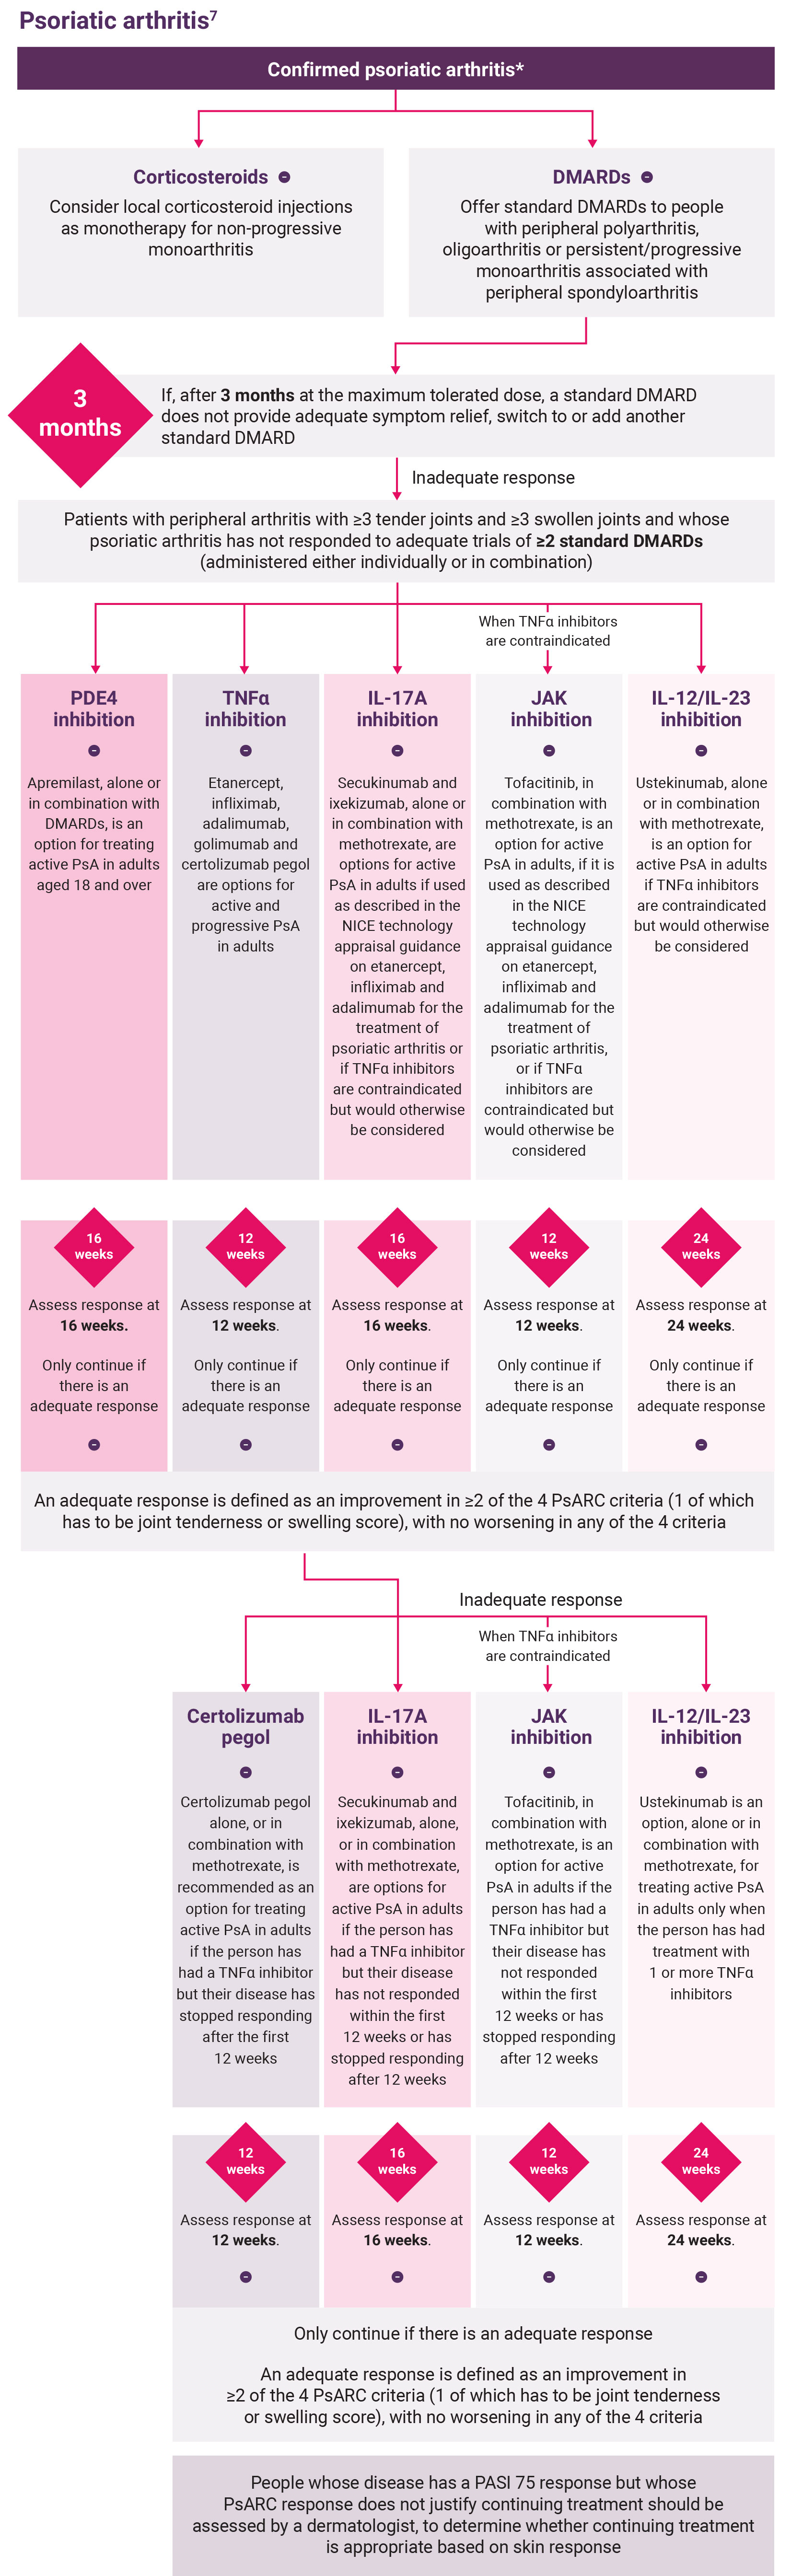 Psoriatic arthritis⁷
Confirmed psoriatic arthritis*
Corticosteroids
Consider local corticosteroid injections
as monotherapy for non-progressive
monoarthritis
DMARDs
Offer standard DMARDs to people
with peripheral polyarthritis,
oligoarthritis or persistent/progressive
monoarthritis associated with
peripheral spondyloarthritis
3
months
If, after 3 months at the maximum tolerated dose, a standard DMARD
does not provide adequate symptom relief, switch to or add another
standard DMARD
Inadequate response
Patients with peripheral arthritis with ≥3 tender joints and ≥3 swollen joints and whose
psoriatic arthritis has not responded to adequate trials of ≥2 standard DMARDs
(administered either individually or in combination)
When TNFα inhibitors
are contraindicated
PDE4
inhibition
Apremilast, alone or
in combination with
DMARDs, is an
option for treating
active PsA in adults
aged 18 and over
TNFα
inhibition
Etanercept,
infliximab,
adalimumab,
golimumab and
certolizumab pegol
are options for
active and
progressive PsA
in adults
IL-17A
inhibition
Secukinumab and
ixekizumab, alone or
in combination with
methotrexate, are
options for active
PsA in adults if used
as described in the
NICE technology
appraisal guidance
on etanercept,
infliximab and
adalimumab for the
treatment of
psoriatic arthritis or
if TNFα inhibitors
are contraindicated
but would otherwise
be considered
JAK
inhibition
Tofacitinib, in
combination with
methotrexate, is an
option for active
PsA in adults, if it is
used as described
in the NICE
technology
appraisal guidance
on etanercept,
infliximab and
adalimumab for the
treatment of
psoriatic arthritis,
or if TNFα
inhibitors are
contraindicated but
would otherwise be
considered
IL-12/IL-23
inhibition
Ustekinumab, alone
or in combination
with methotrexate,
is an option for
active PsA in adults
if TNFα inhibitors
are contraindicated
but would otherwise
be considered
16
weeks
Assess response at
16 weeks.
Only continue if
there is an
adequate response
12
weeks
Assess response at
12 weeks.
Only continue if
there is an
adequate response
16
weeks
Assess response at
16 weeks.
Only continue if
there is an
adequate response
12
weeks
Assess response at
12 weeks.
Only continue if
there is an
adequate response
24
weeks
Assess response at
24 weeks.
Only continue if
there is an
adequate response
An adequate response is defined as an improvement in ≥2 of the 4 PsARC criteria (1 of which
has to be joint tenderness or swelling score), with no worsening in any of the 4 criteria
Inadequate response
When TNFα inhibitors
are contraindicated
Certolizumab
pegol
Certolizumab pegol
alone, or in
combination with
methotrexate, is
recommended as an
option for treating
active PsA in adults
if the person has
had a TNFα inhibitor
but their disease has
stopped responding
after the first
12 weeks
IL-17A
inhibition
Secukinumab and
ixekizumab, alone,
or in combination
with methotrexate,
are options for
active PsA in adults
if the person has
had a TNFα inhibitor
but their disease
has not responded
within the first
12 weeks or has
stopped responding
after 12 weeks
JAK
inhibition
Tofacitinib, in
combination with
methotrexate, is an
option for active
PsA in adults if the
person has had a
TNFα inhibitor but
their disease has
not responded
within the first
12 weeks or has
stopped responding
after 12 weeks
IL-12/IL-23
inhibition
Ustekinumab is an
option, alone or in
combination with
methotrexate, for
treating active PsA
in adults only when
the person has had
treatment with
1 or more TNFα
inhibitors
12
weeks
Assess response at
12 weeks.
16
weeks
Assess response at
16 weeks.
12
weeks
Assess response at
12 weeks.
24
weeks
Assess response at
24 weeks.
Only continue if there is an adequate response
An adequate response is defined as an improvement in
≥2 of the 4 PsARC criteria (1 of which has to be joint tenderness
or swelling score), with no worsening in any of the 4 criteria
People whose disease has a PASI 75 response but whose
PsARC response does not justify continuing treatment should be
assessed by a dermatologist, to determine whether continuing treatment
is appropriate based on skin response